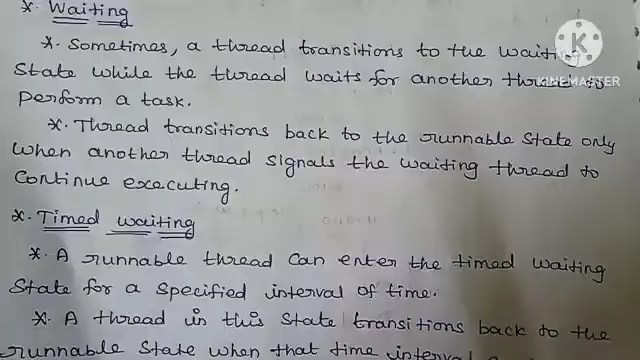 *. Waiting
*. Sometimes, a thread transitions to the waiting
State while the thread waits for another thread to
perform a task.
*. Thread transitions back to the runnable state only
when another thread signals the waiting thread to
continue executing.
*. Timed waiting
*. A runnable thread can enter the timed waiting
State for a specified interval of time.
*. A thread in this state transitions back to the
runnable state when that time interval
KINEMASTER